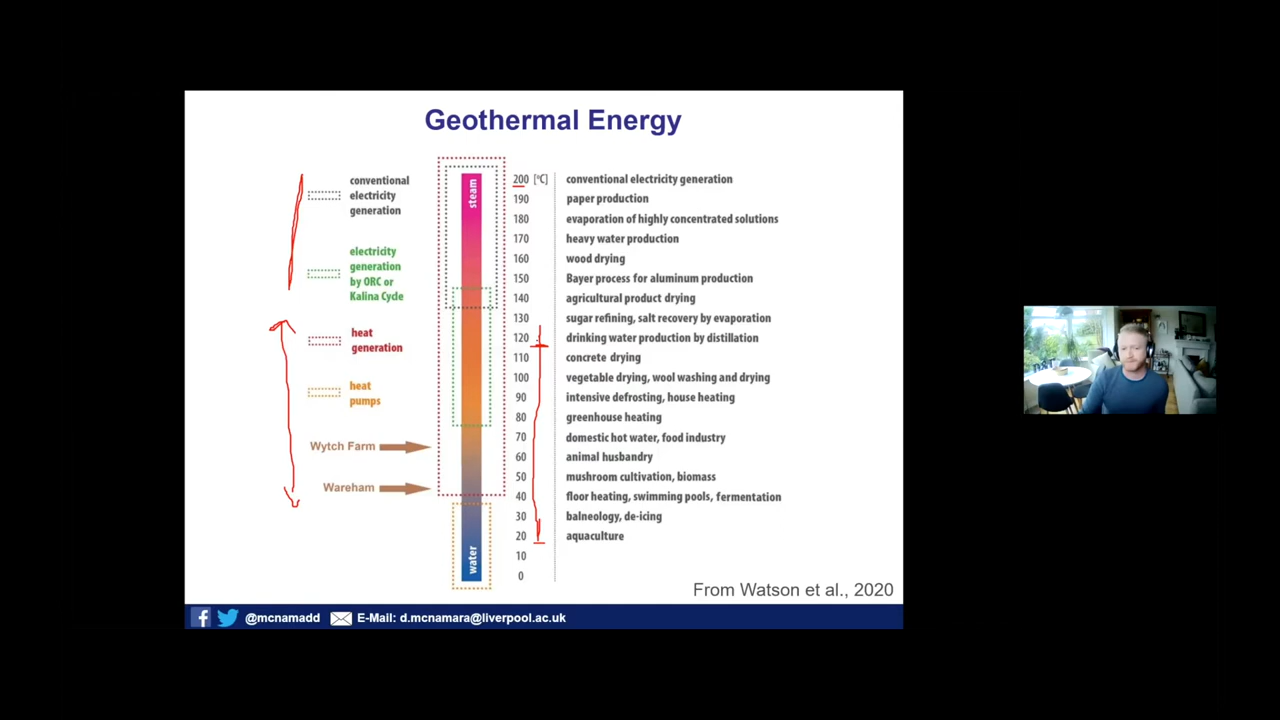 Geothermal Energy
conventional
electricity
generation
electricity
generation
by ORC or
Kalina Cycle
heat
generation
heat
pumps
Wytch Farm
Wareham
steam
water
200 [°C] conventional electricity generation
190 paper production
180 evaporation of highly concentrated solutions
170 heavy water production
160 wood drying
150 Bayer process for aluminum production
140 agricultural product drying
130 sugar refining, salt recovery by evaporation
120 drinking water production by distillation
110 concrete drying
100 vegetable drying, wool washing and drying
90 intensive defrosting, house heating
80 greenhouse heating
70 domestic hot water, food industry
60 animal husbandry
50 mushroom cultivation, biomass
40 floor heating, swimming pools, fermentation
30 balneology, de-icing
20 aquaculture
10
0
From Watson et al., 2020
@mcnamadd E-Mail: d.mcnamara@liverpool.ac.uk